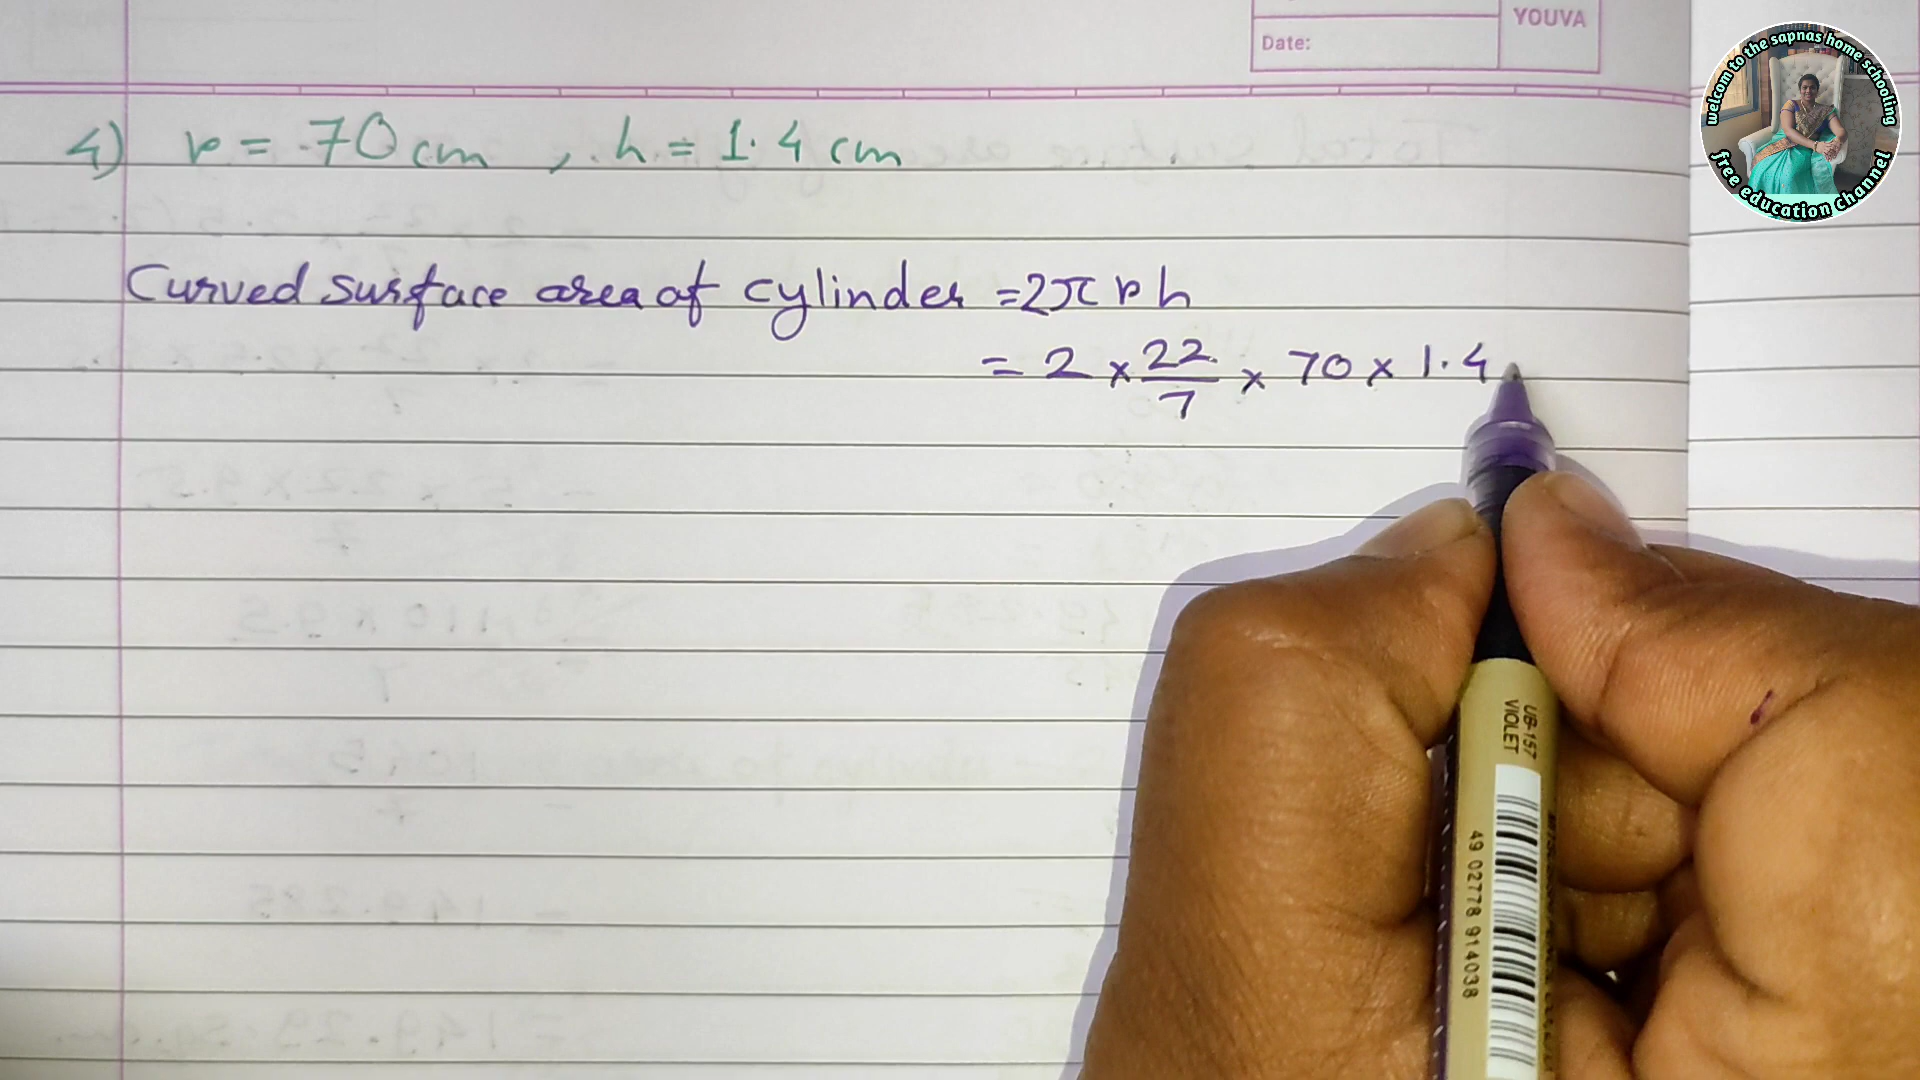 YOUVA
Date:
welcom to the sapnas home schooling
free education channel
4) r = 70 cm , h = 1.4 cm
Curved surface area of cylinder = 2π r h
= 2 × 22/7 × 70 × 1.4
UB-157
VIOLET
49 02778 914038